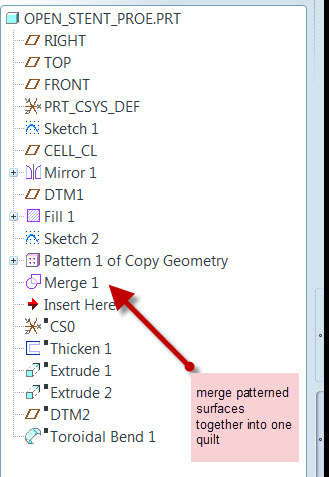 OPEN_STENT_PROE.PRT
RIGHT
TOP
FRONT
PRT_CSYS_DEF
Sketch 1
CELL_CL
Mirror 1
DTM1
Fill 1
Sketch 2
Pattern 1 of Copy Geometry
Merge 1
Insert Here
CS0
Thicken 1
Extrude 1
Extrude 2
DTM2
Toroidal Bend 1
merge patterned
surfaces
together into one
quilt